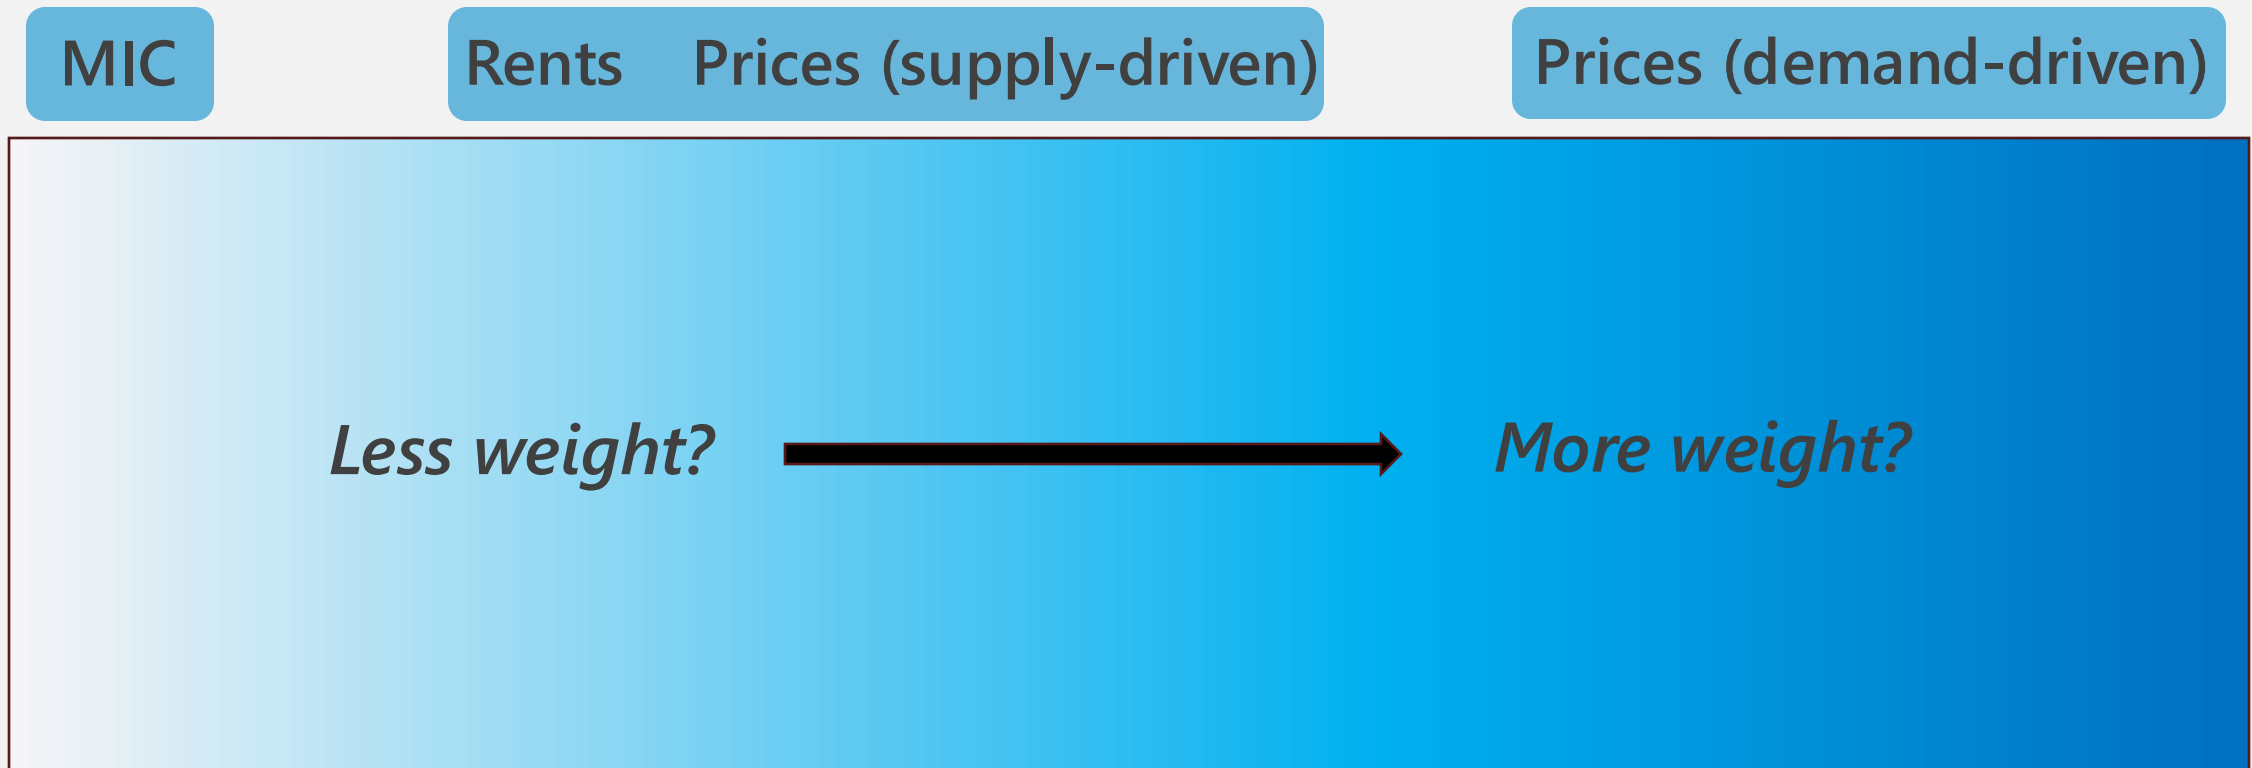 MIC
Rents Prices (supply-driven)
Prices (demand-driven)
Less weight?
More weight?